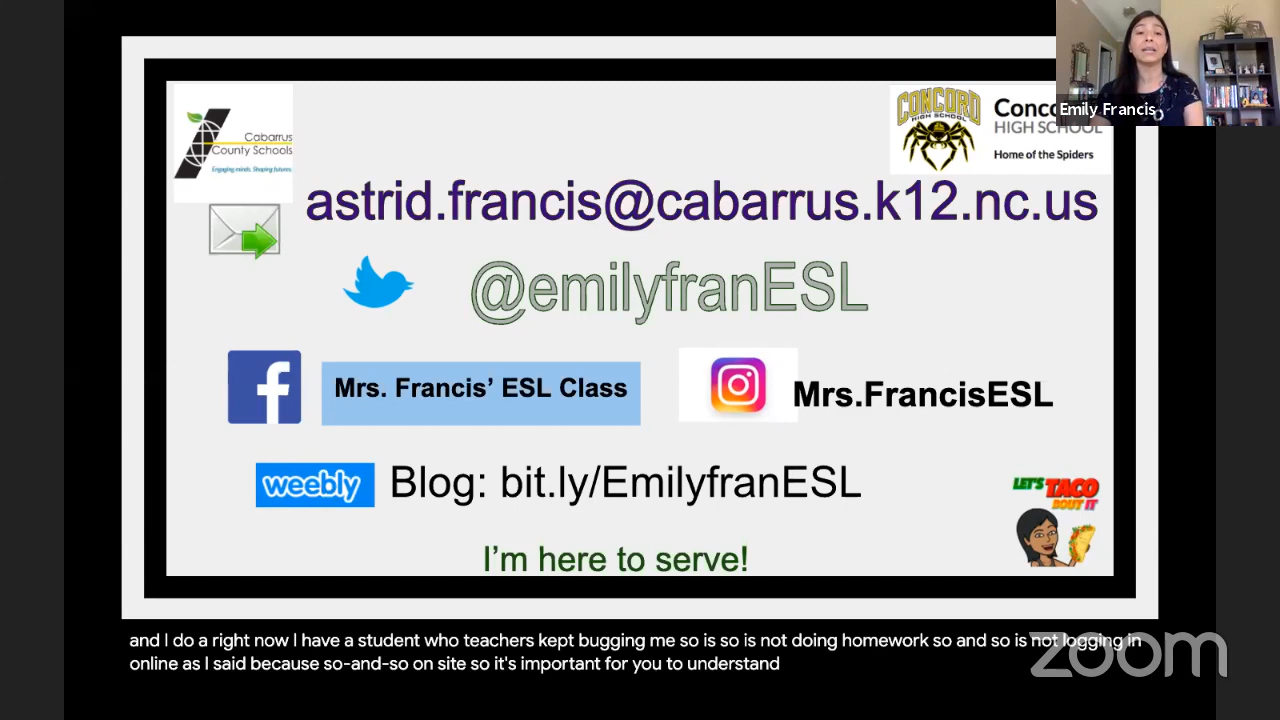 Cabarrus
County Schools
Engaging minds. Shaping futures.
CONCORD
HIGH SCHOOL
HIGH SCHOOL
Home of the Spiders
Emily Francis
astrid.francis@cabarrus.k12.nc.us
@emilyfranESL
Mrs. Francis’ ESL Class
Mrs.FrancisESL
weebly
Blog: bit.ly/EmilyfranESL
LET'S TACO
BOUT IT
I’m here to serve!
and I do a right now I have a student who teachers kept bugging me so is so is not doing homework so and so is not logging in
online as I said because so-and-so on site so it's important for you to understand
zoom